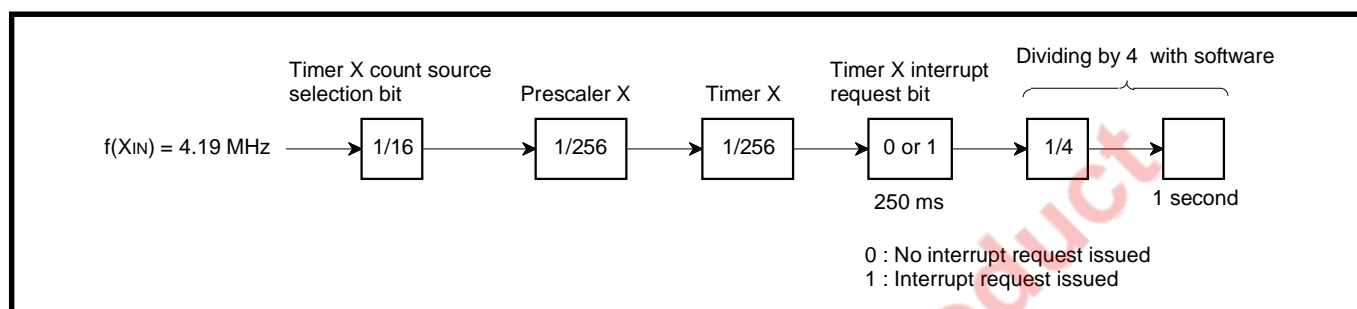 Dividing by 4 with software
Timer X count source
selection bit
Prescaler X
Timer X
Timer X interrupt
request bit
f(XIN) = 4.19 MHz
1/16
1/256
1/256
0 or 1
1/4
250 ms
1 second
0 : No interrupt request issued
1 : Interrupt request issued